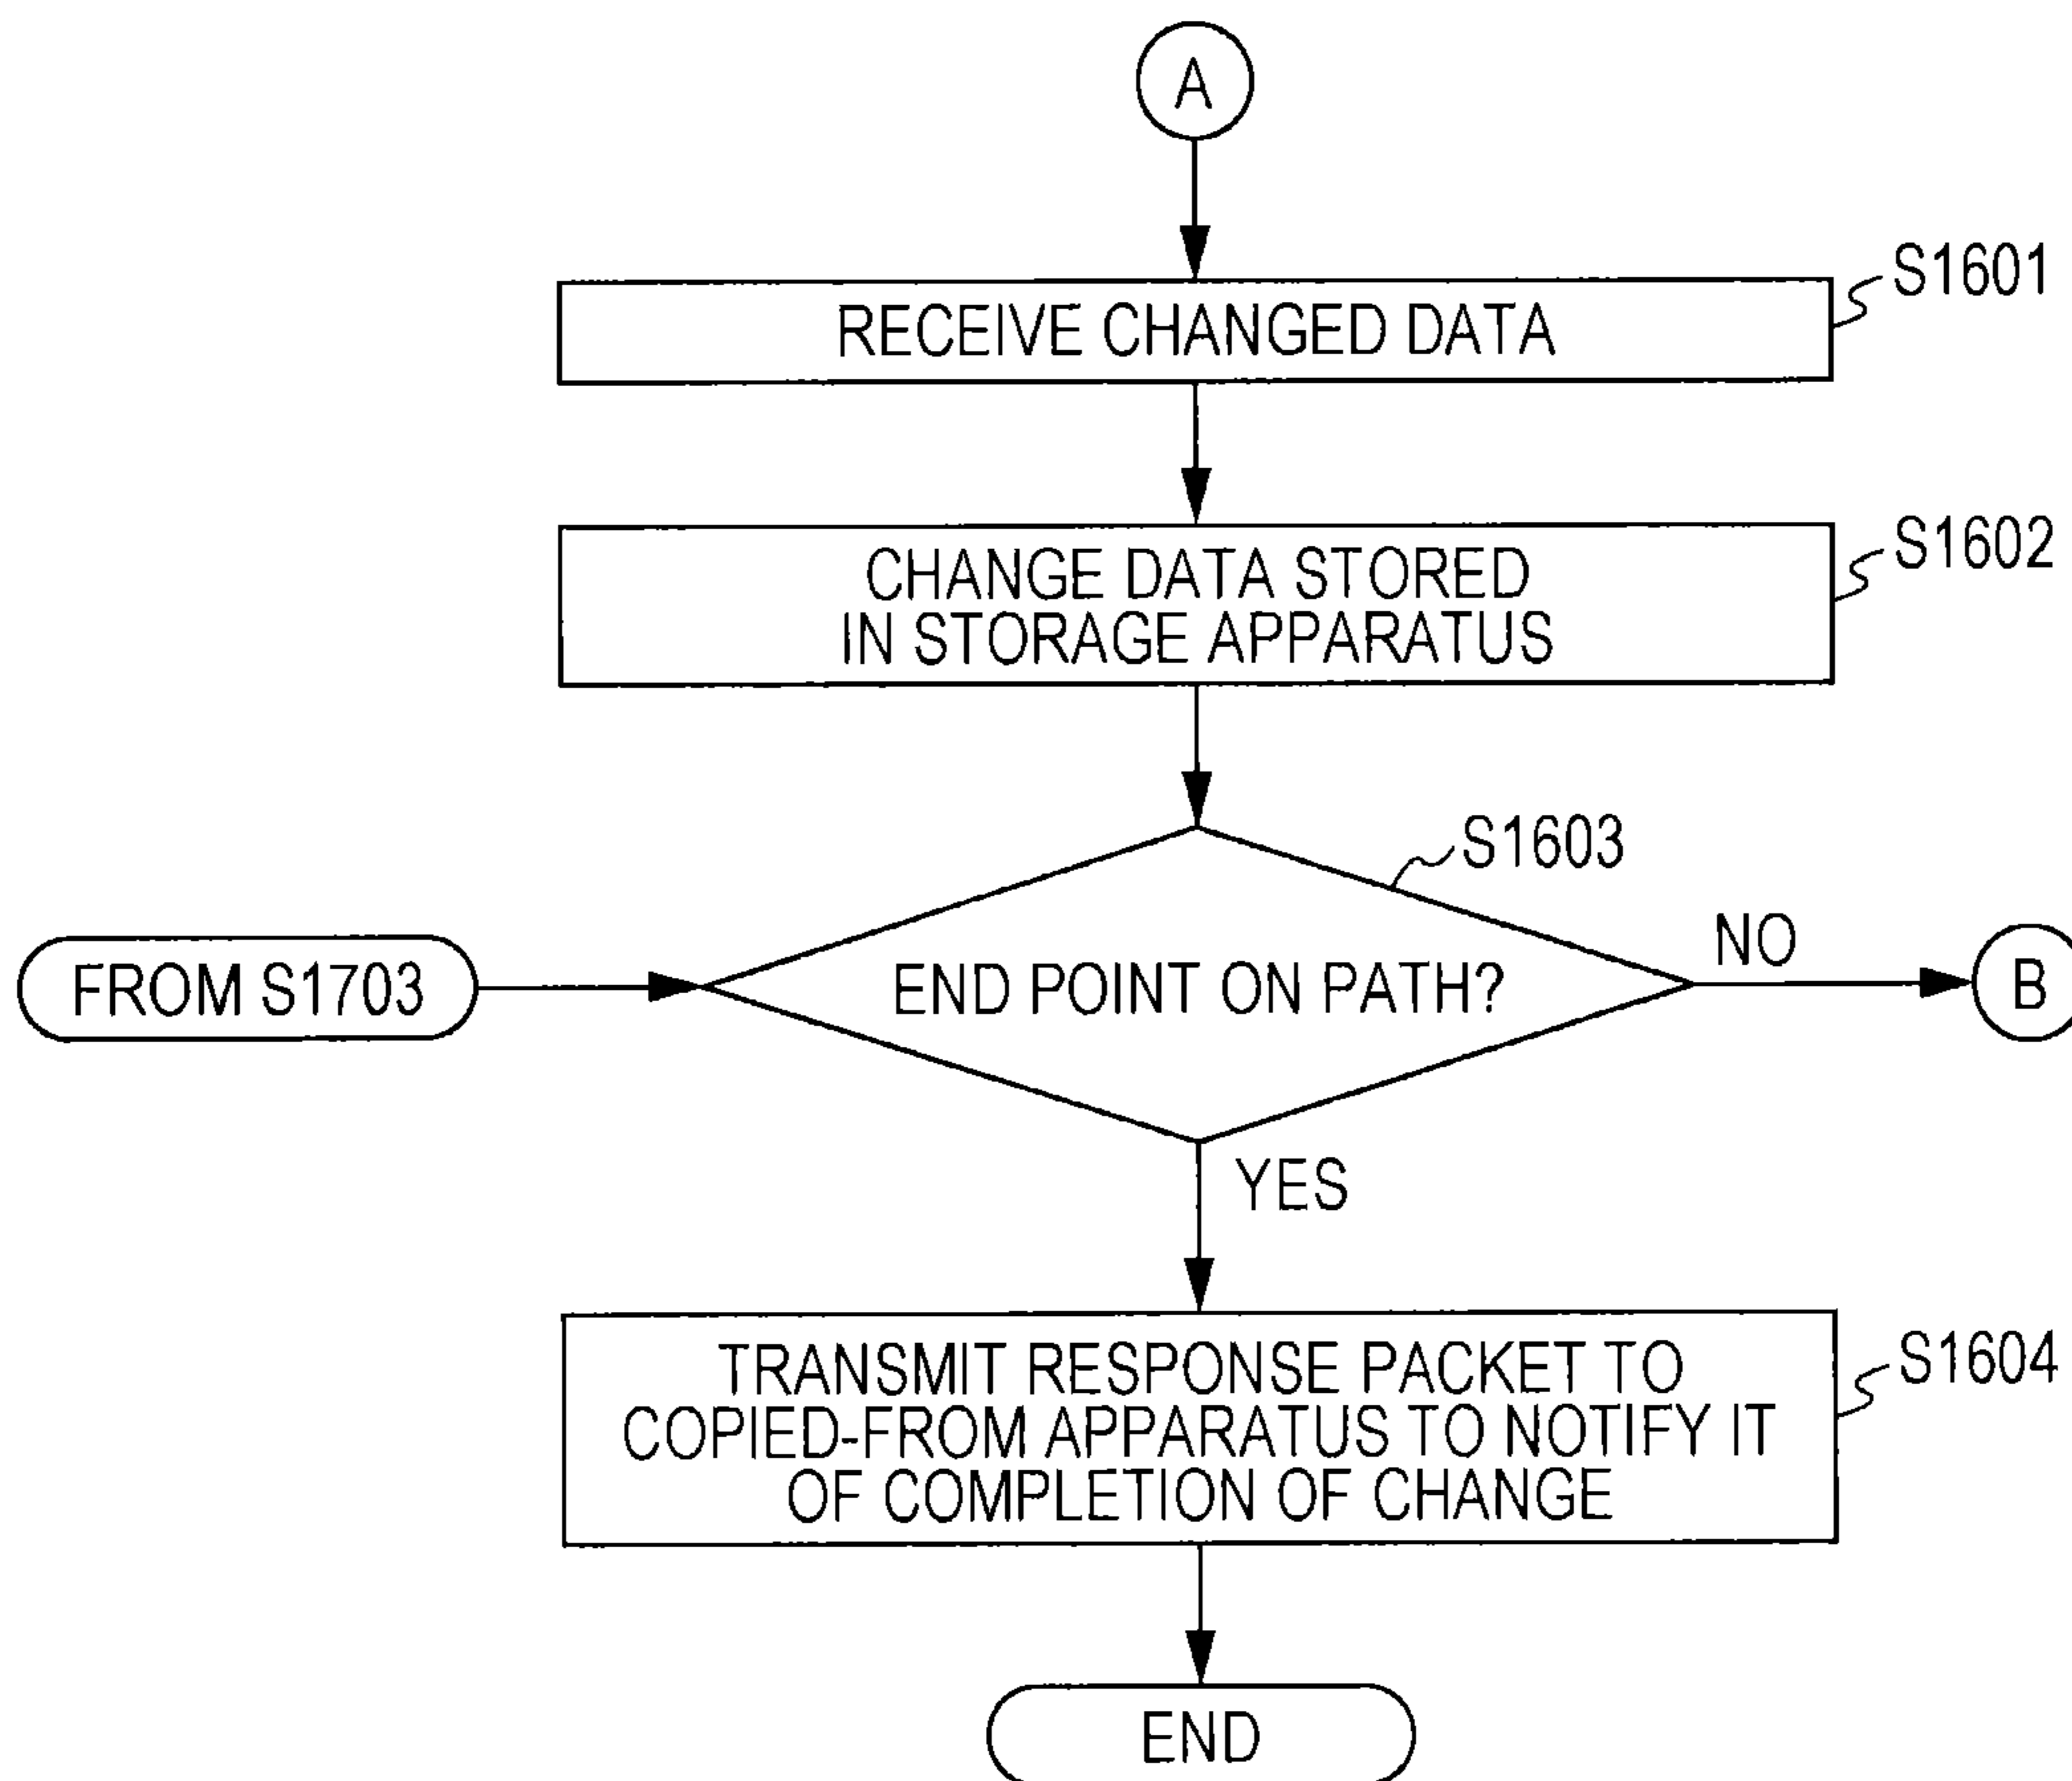 A
S1601
RECEIVE CHANGED DATA
S1602
CHANGE DATA STORED
IN STORAGE APPARATUS
S1603
FROM S1703
END POINT ON PATH?
NO
B
YES
S1604
TRANSMIT RESPONSE PACKET TO
COPIED-FROM APPARATUS TO NOTIFY IT
OF COMPLETION OF CHANGE
END